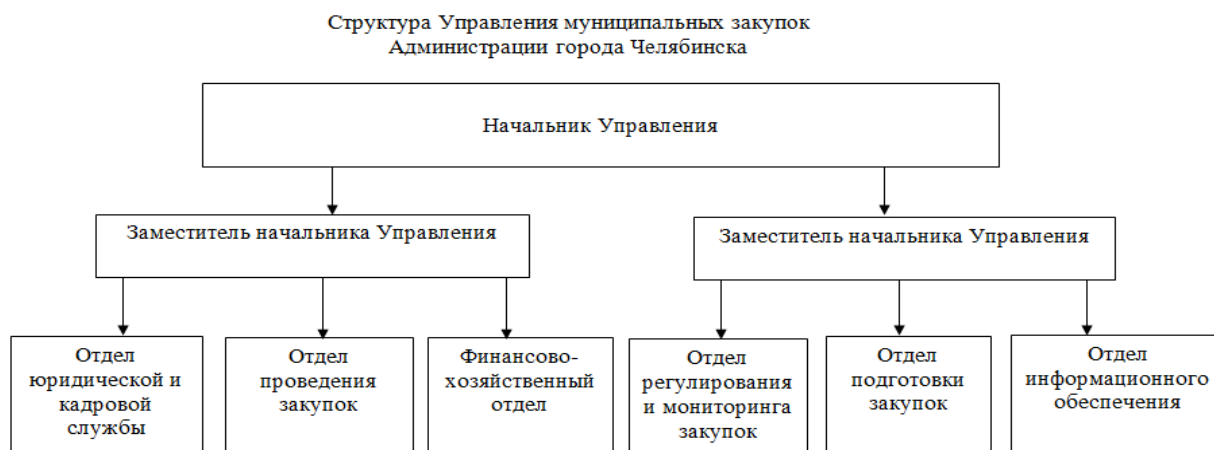 Структура Управления муниципальных закупок
Администрации города Челябинска
Начальник Управления
Заместитель начальника Управления
Заместитель начальника Управления
Отдел
юридической и
кадровой
службы
Отдел
проведения
закупок
Финансово-
хозяйственный
отдел
Отдел
регулирования
и мониторинга
закупок
Отдел
подготовки
закупок
Отдел
информационного
обеспечения